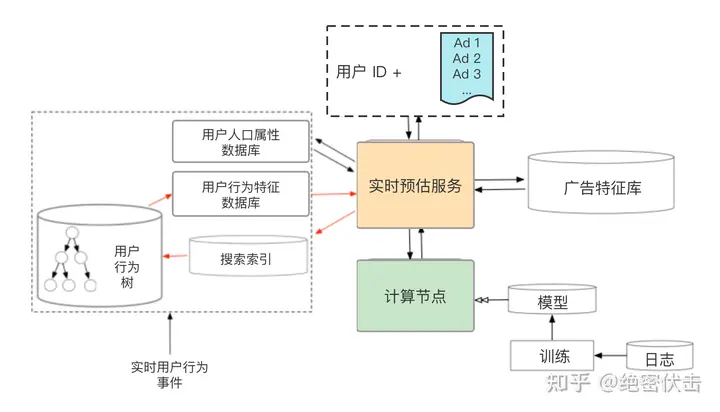 用户 ID +
Ad 1
Ad 2
Ad 3
...
用户人口属性
数据库
实时预估服务
广告特征库
用户行为特征
数据库
用户
行为
树
搜索索引
计算节点
模型
训练
日志
实时用户行为
事件
知乎 @绝密伏击